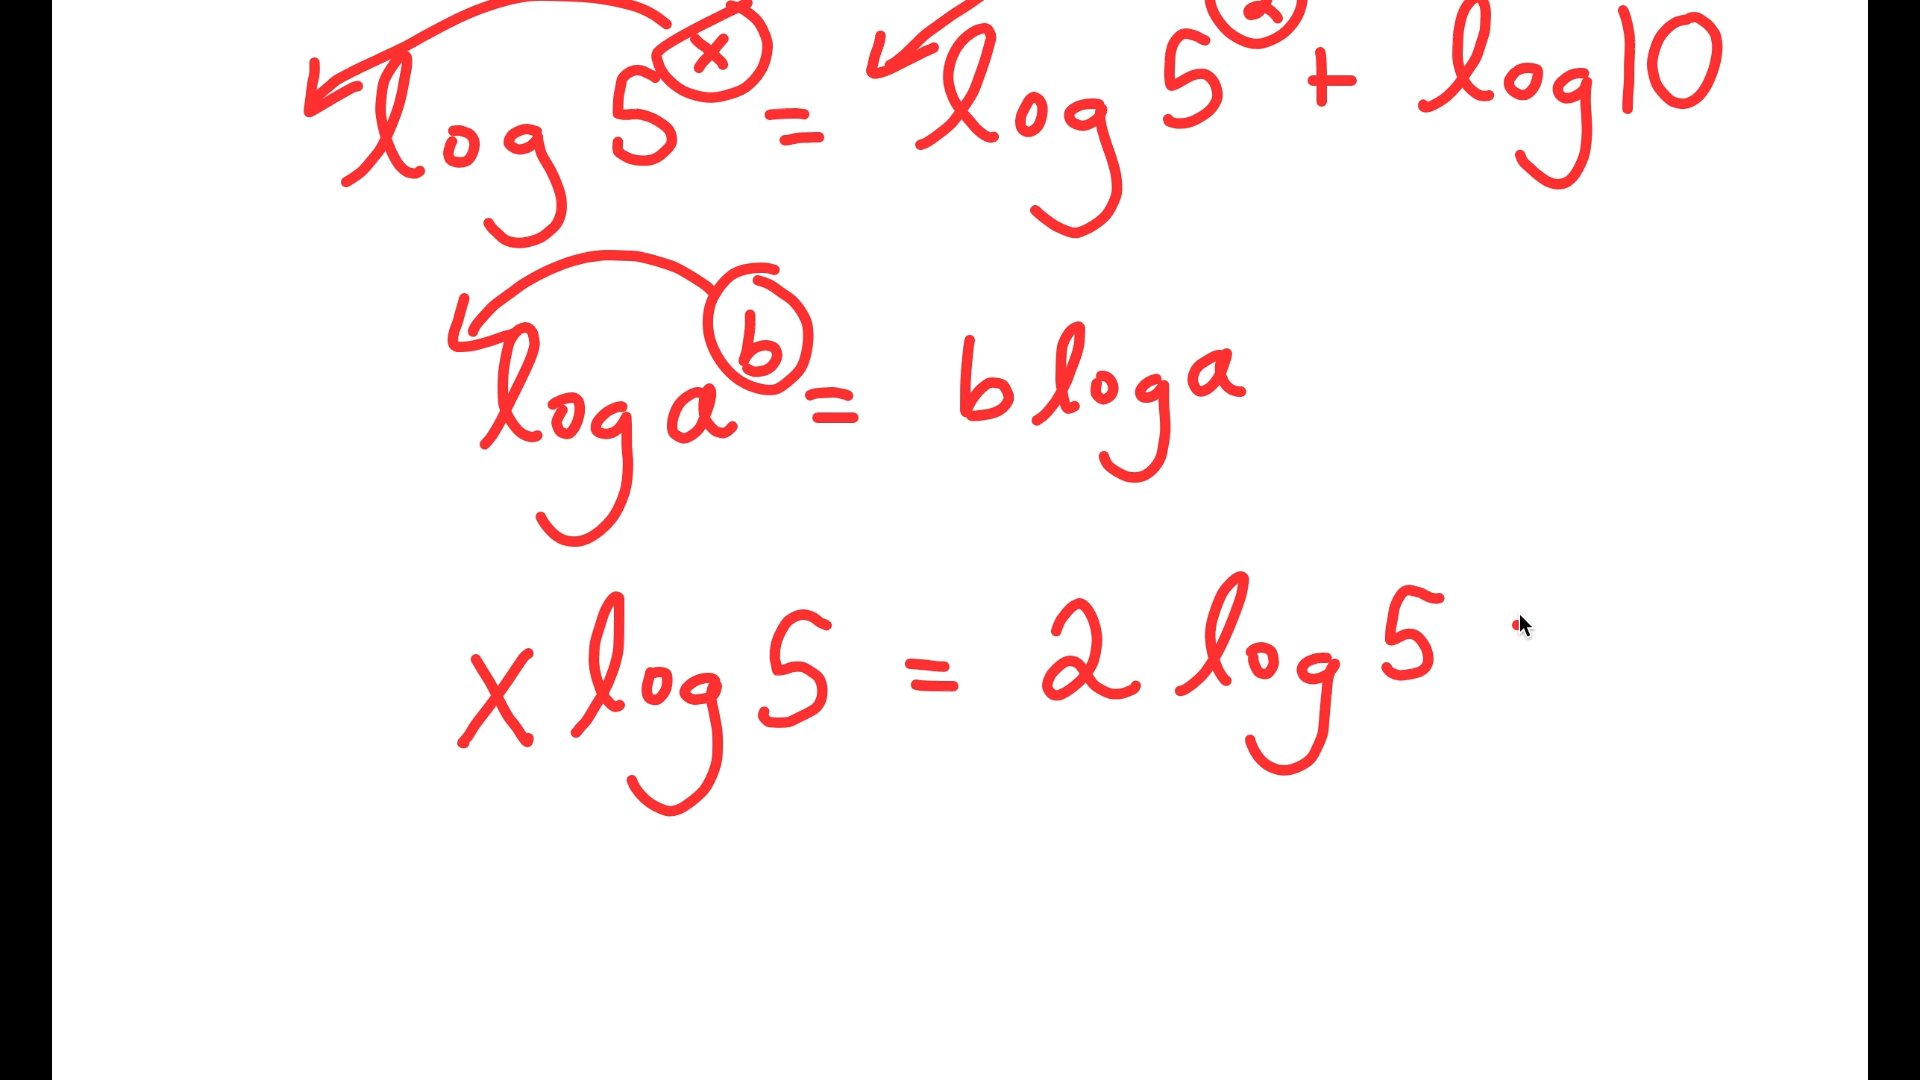 log 5^x = log 5^2 + log 10
log a^b = b log a
x log 5 = 2 log 5